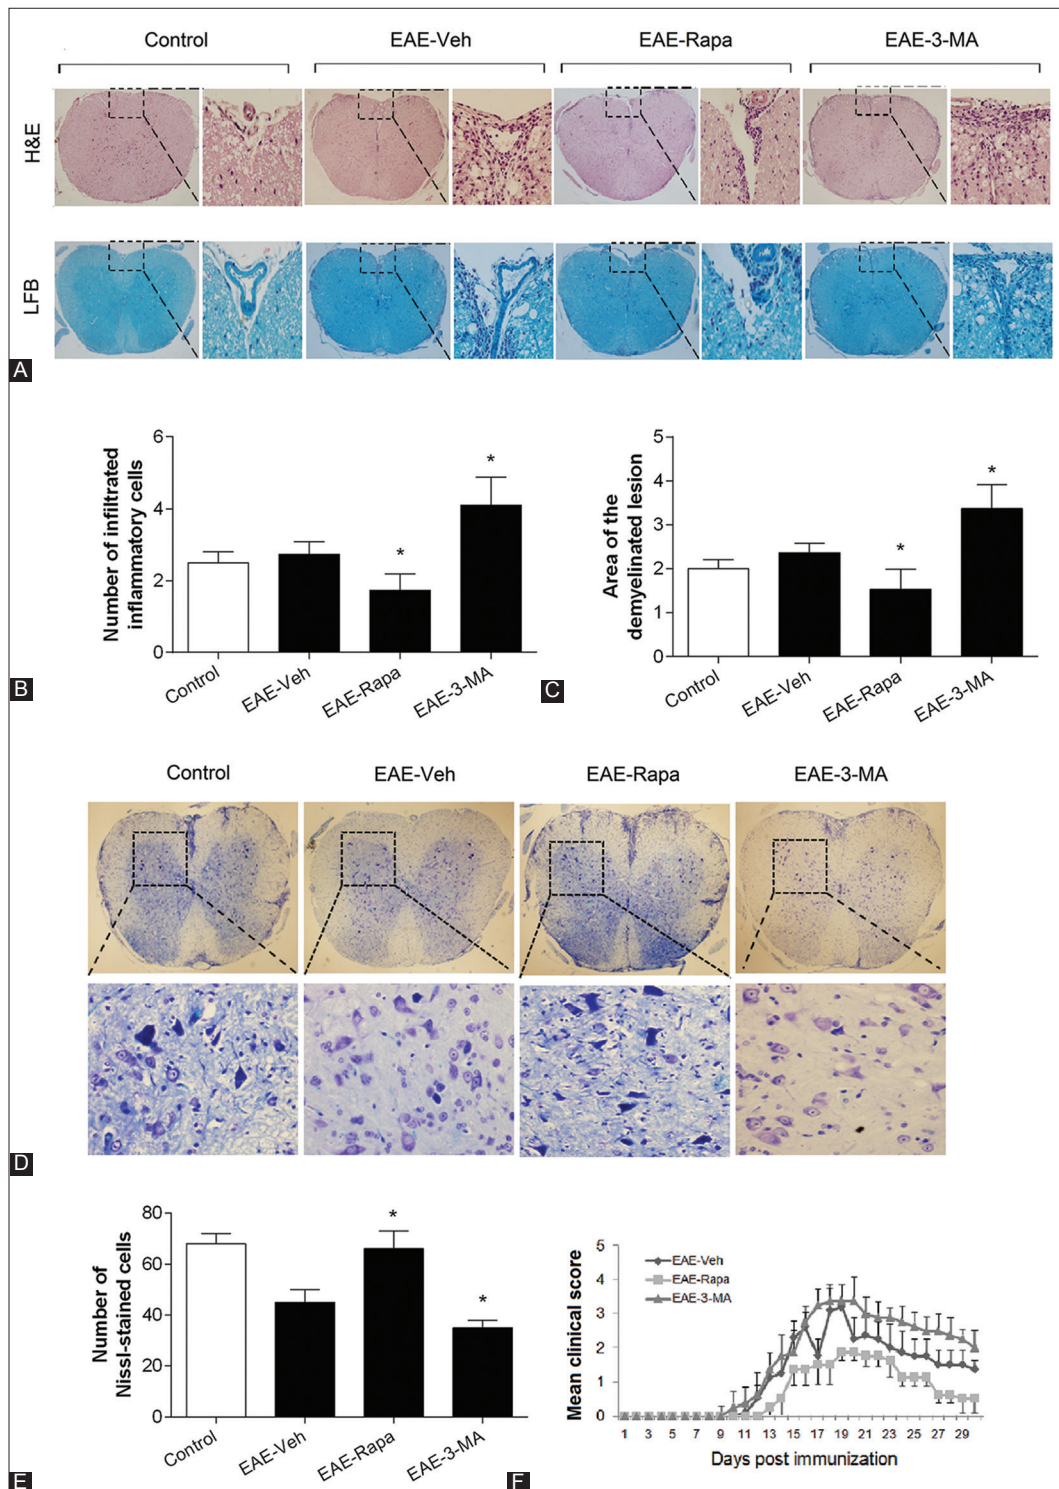 Control EAE-Veh EAE-Rapa EAE-3-MA
H&E
LFB
A
Number of infiltrated
inflammatory cells
6
4
2
0
* *
Control EAE-Veh EAE-Rapa EAE-3-MA
B
Area of the
demyelinated lesion
5
4
3
2
1
0
* *
Control EAE-Veh EAE-Rapa EAE-3-MA
C
Control EAE-Veh EAE-Rapa EAE-3-MA
D
Number of
Nissl-stained cells
80
60
40
20
0
* *
Control EAE-Veh EAE-Rapa EAE-3-MA
E
Mean clinical score
5
4
3
2
1
0
EAE-Veh
EAE-Rapa
EAE-3-MA
1 3 5 7 9 11 13 15 17 19 21 23 25 27 29
Days post immunization
F